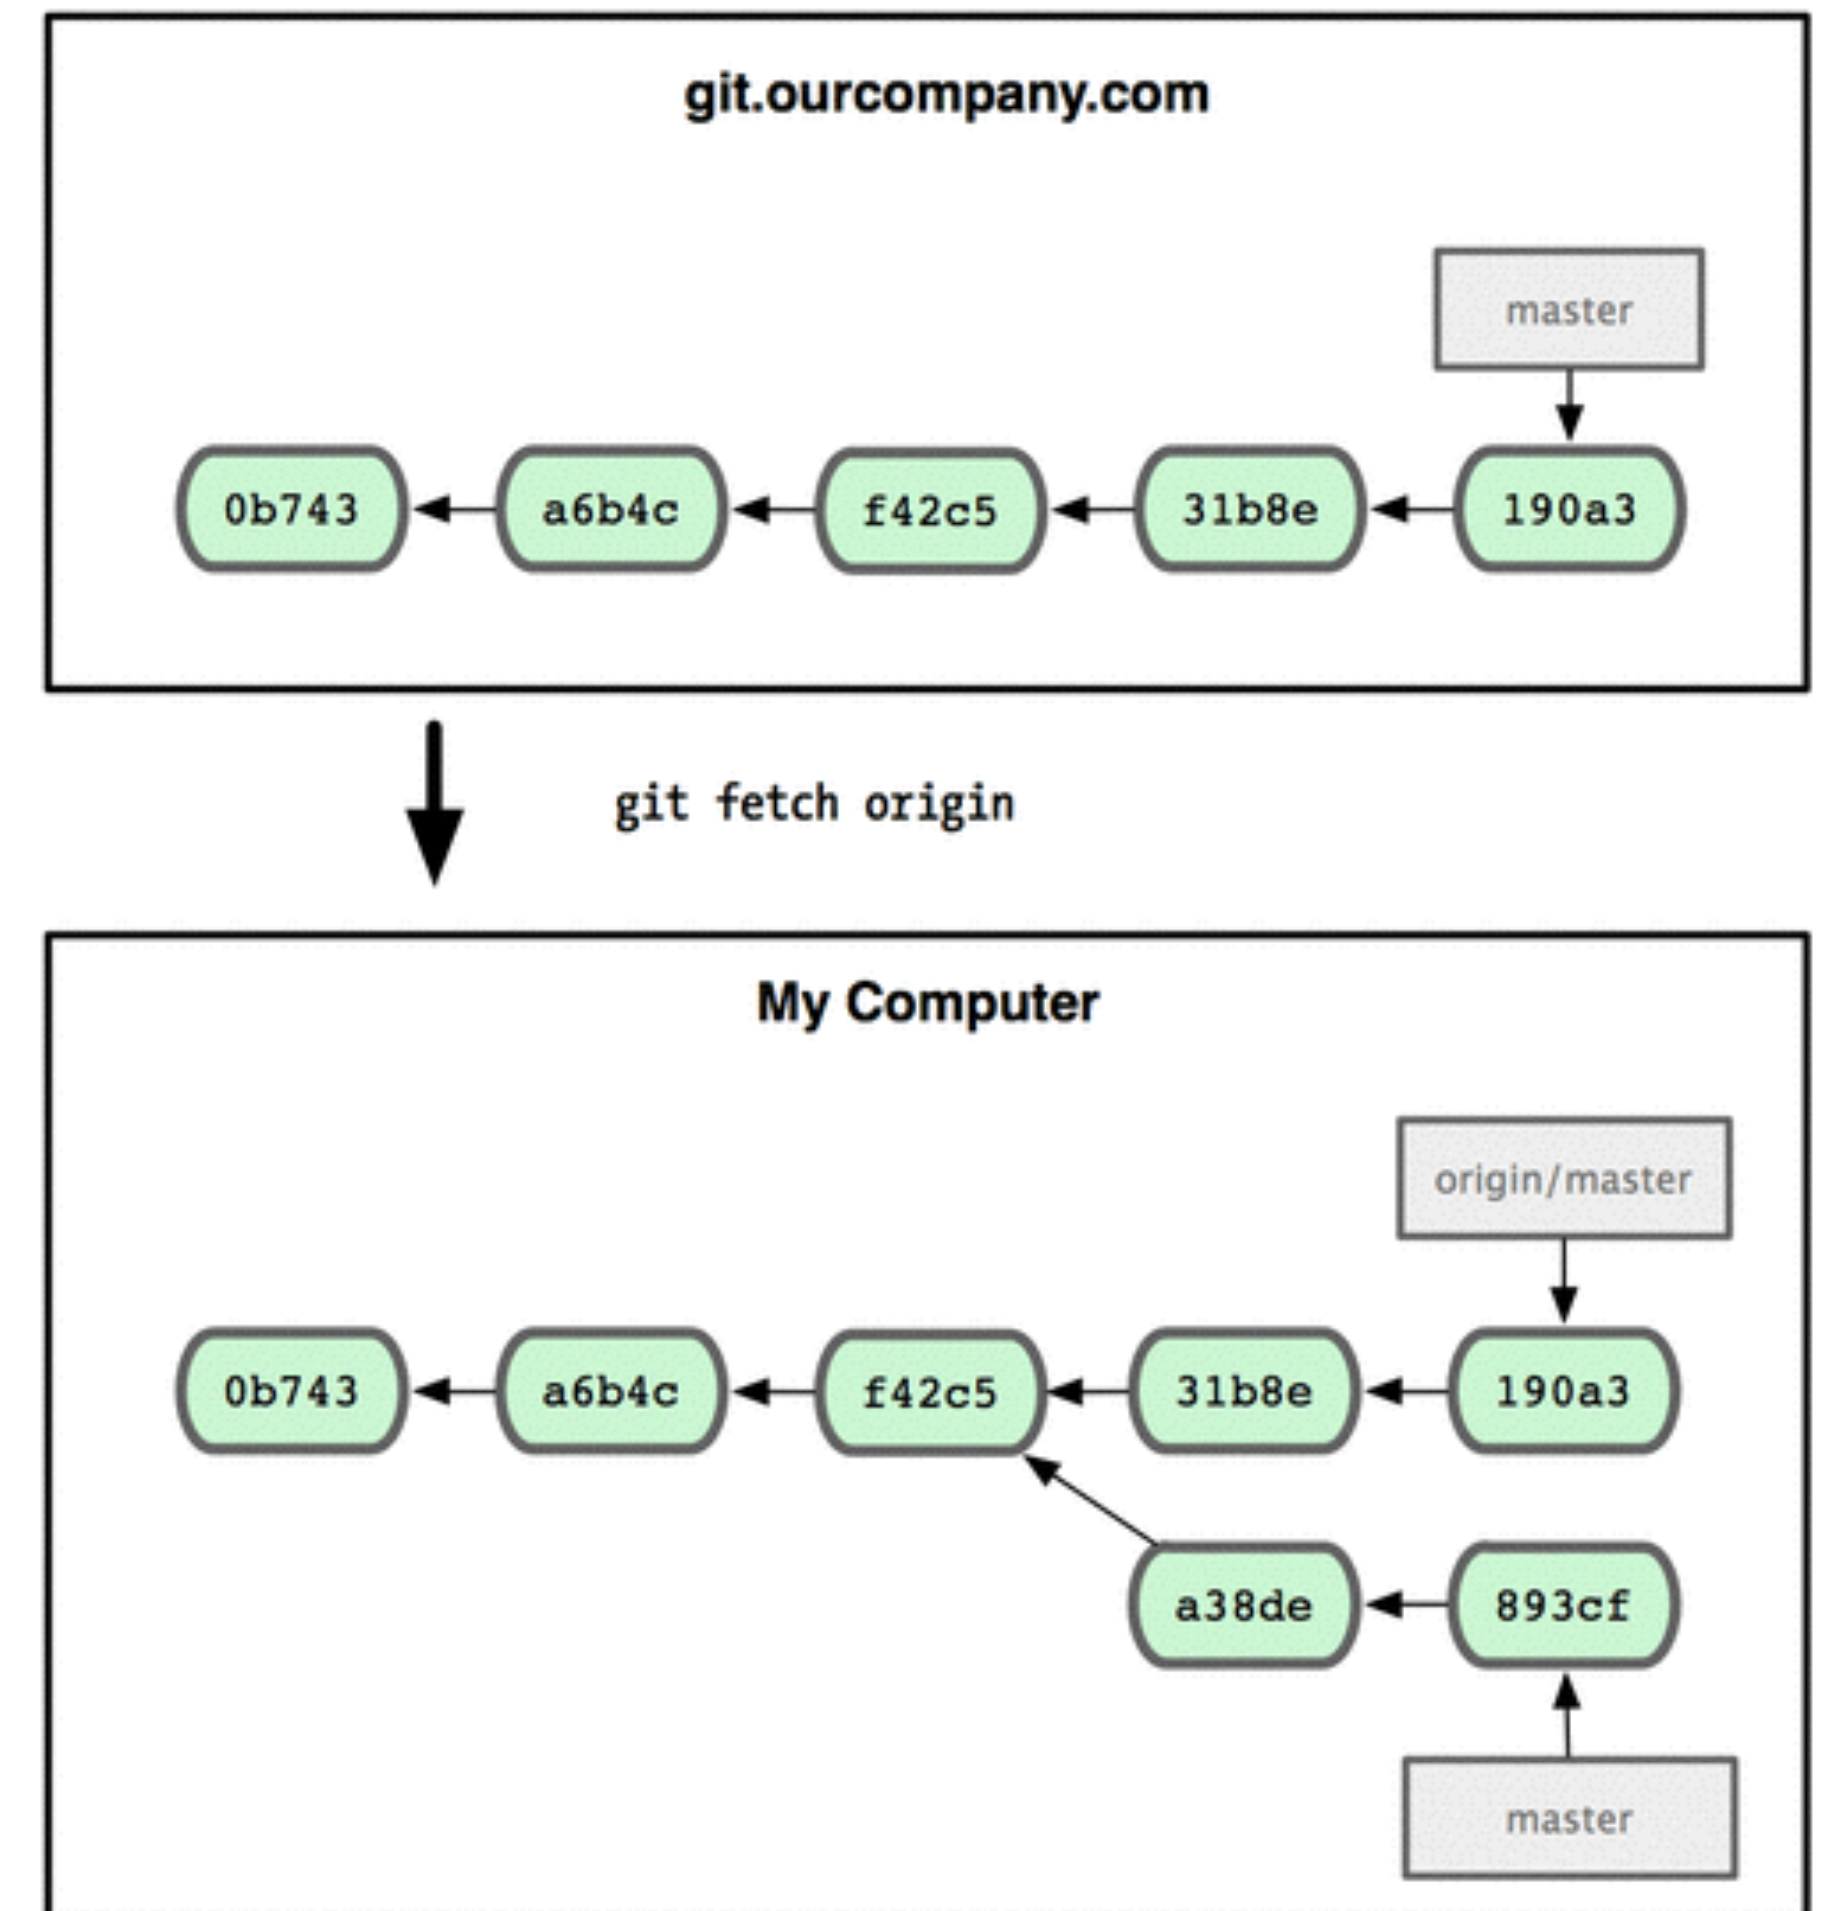 git.ourcompany.com
master
0b743 a6b4c f42c5 31b8e 190a3
git fetch origin
My Computer
origin/master
0b743 a6b4c f42c5 31b8e 190a3
a38de 893cf
master